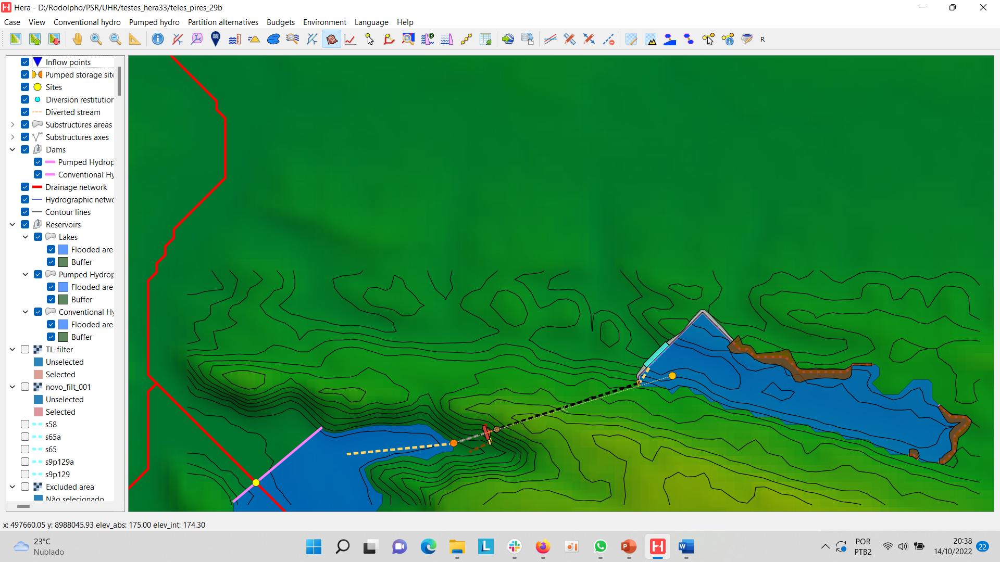 Hera - D:/Rodolpho/PSR/UHR/testes_hera33/teles_pires_29b
Case View Conventional hydro Pumped hydro Partition alternatives Budgets Environment Language Help
R
Inflow points
Pumped storage site
Sites
Diversion restitution
Diverted stream
Substructures areas
Substructures axes
Dams
Pumped Hydrop
Conventional Hy
Drainage network
Hydrographic netwo
Contour lines
Reservoirs
Lakes
Flooded are
Buffer
Pumped Hydrop
Flooded are
Buffer
Conventional Hy
Flooded are
Buffer
TL-filter
Unselected
Selected
novo_filt_001
Unselected
Selected
s58
s65a
s65
s9p129a
s9p129
Excluded area
Não selecionado
x: 497660.05 y: 8988045.93 elev_abs: 175.00 elev_int: 174.30
23°C
Nublado
POR
PTB2
20:38
14/10/2022
22